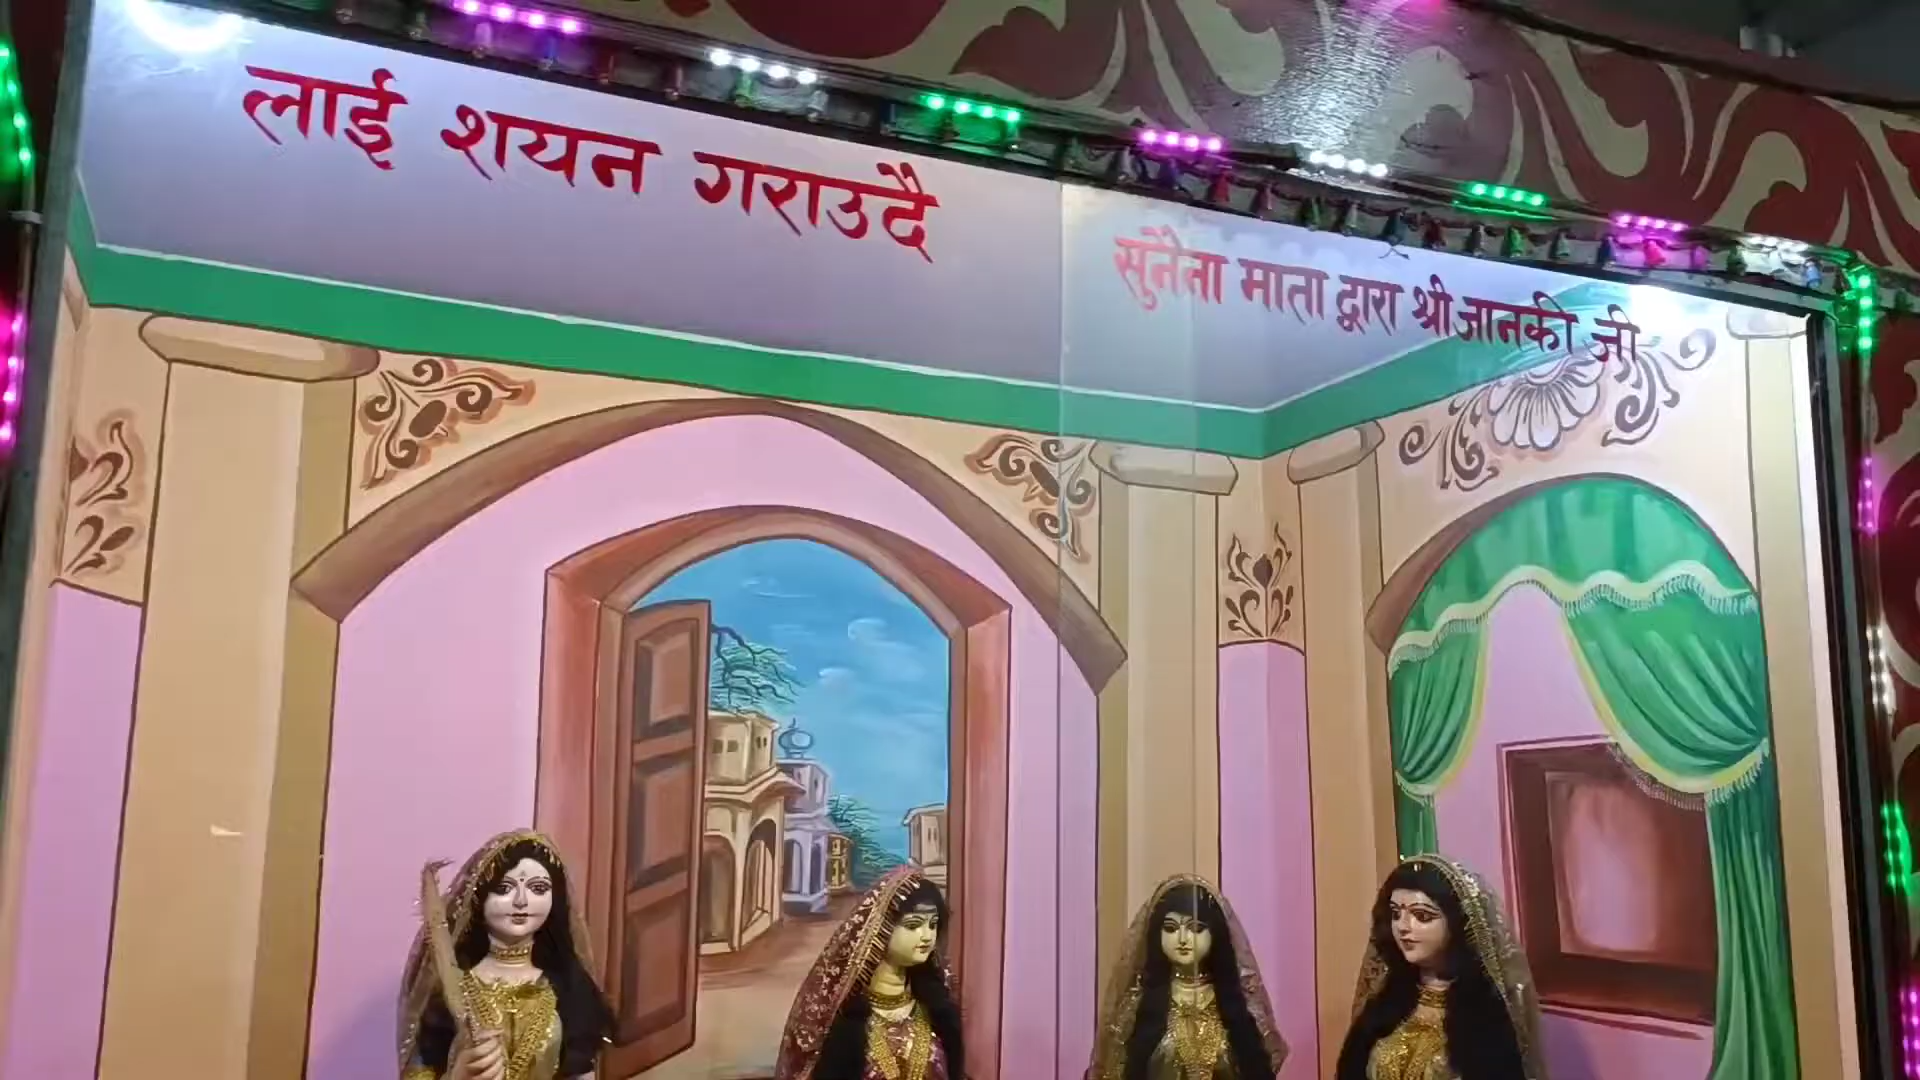 लाई शयन गराउदै
सुनैना माता द्वारा श्रीजानकी जी